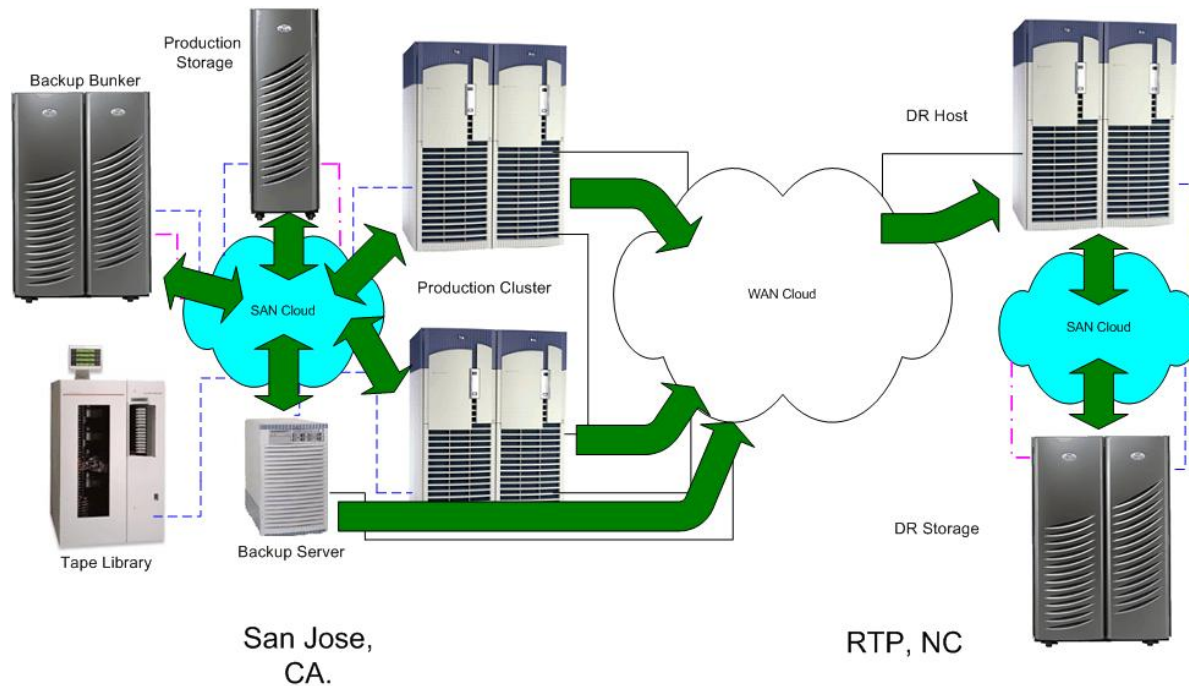 Production
Storage
Backup Bunker
DR Host
SAN Cloud
Production Cluster
WAN Cloud
SAN Cloud
Tape Library
Backup Server
DR Storage
San Jose,
CA.
RTP, NC